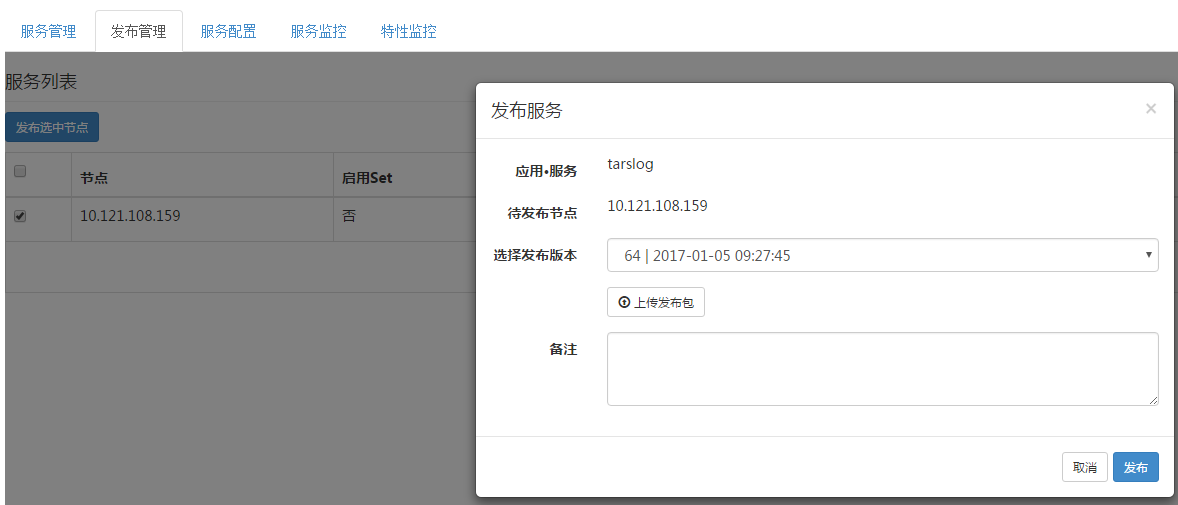 服务管理 发布管理 服务配置 服务监控 特性监控
服务列表
发布选中节点
节点 启用Set
10.121.108.159 否
发布服务 ×
应用•服务 tarslog
待发布节点 10.121.108.159
选择发布版本 64 | 2017-01-05 09:27:45
上传发布包
备注
取消 发布